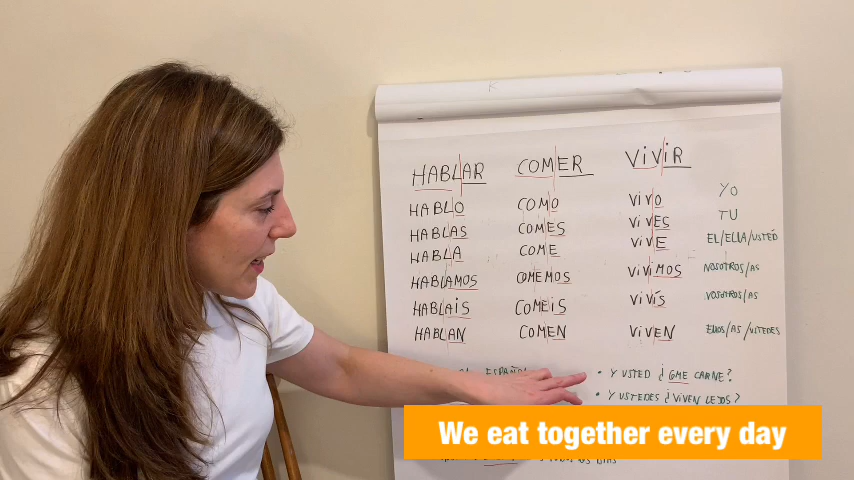 HABLAR COMER VIVIR
HABLO COMO VIVO YO
HABLAS COMES VIVES TU
HABLA COME VIVE EL/ELLA/USTED
HABLAMOS COMEMOS VIVIMOS NOSOTROS/AS
HABLAIS COMEIS VIVÍS VOSOTROS/AS
HABLAN COMEN VIVEN ELLOS/AS/USTEDES
ESPAÑOL
• Y USTED ¿COME CARNE?
• Y USTEDES ¿VIVEN LEJOS?
We eat together every day